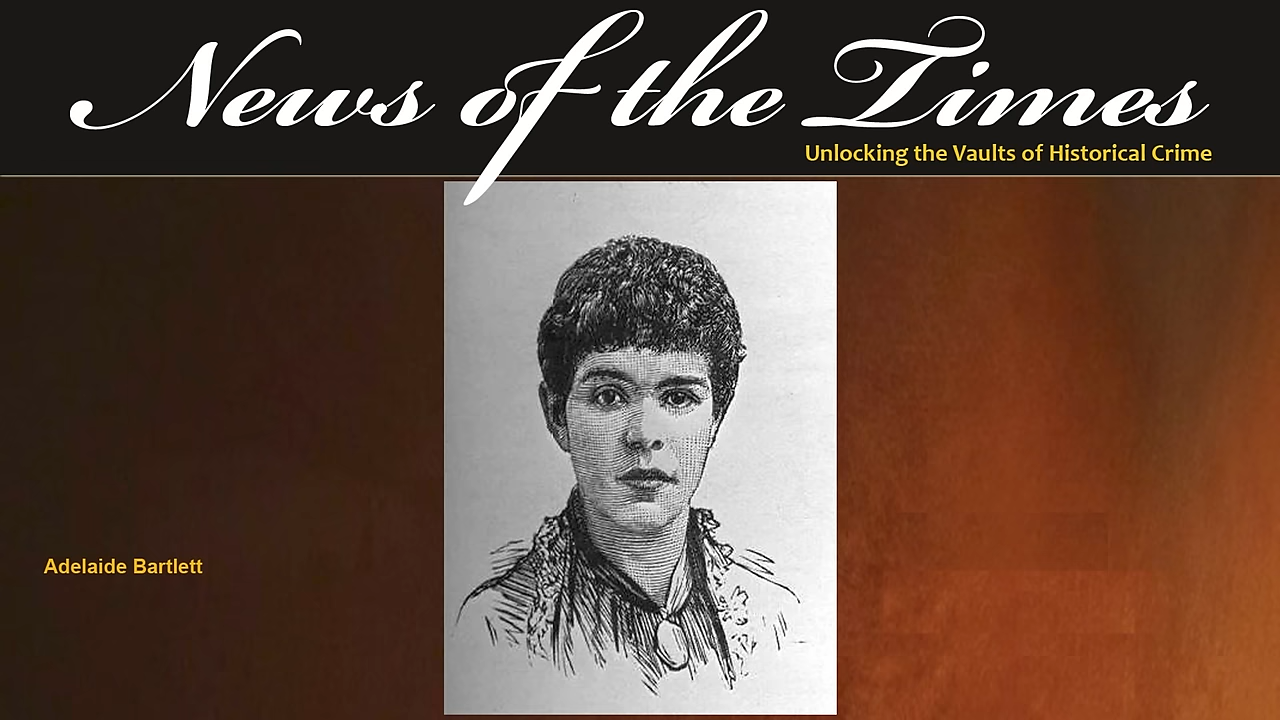 News of the Times
Unlocking the Vaults of Historical Crime
Adelaide Bartlett